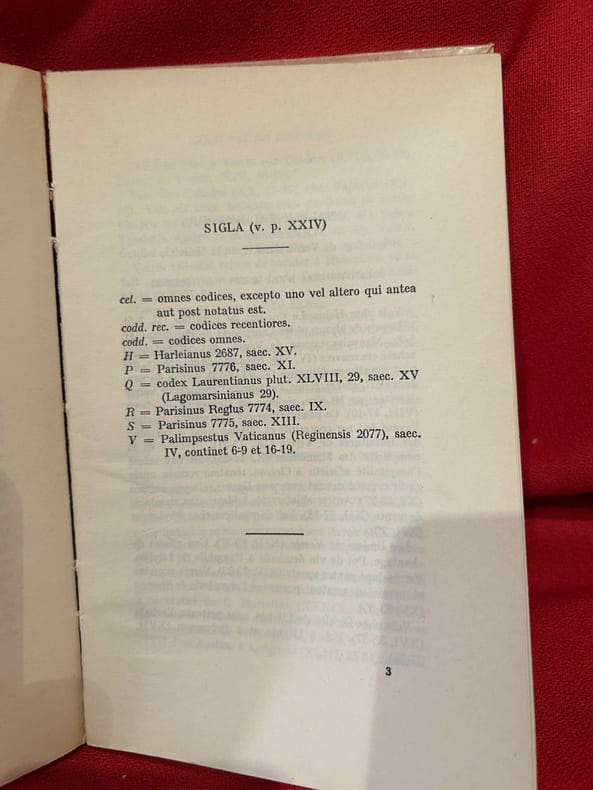 SIGLA (v. p. XXIV)
cet. = omnes codices, excepto uno vel altero qui antea
aut post notatus est.
codd. rec. = codices recentiores.
codd. = codices omnes.
H = Harleianus 2687, saec. XV.
P = Parisinus 7776, saec. XI.
Q = codex Laurentianus plut. XLVIII, 29, saec. XV
(Lagomarsinianus 29).
R = Parisinus Regius 7774, saec. IX.
S = Parisinus 7775, saec. XIII.
V = Palimpsestus Vaticanus (Reginensis 2077), saec.
IV, continet 6-9 et 16-19.
3